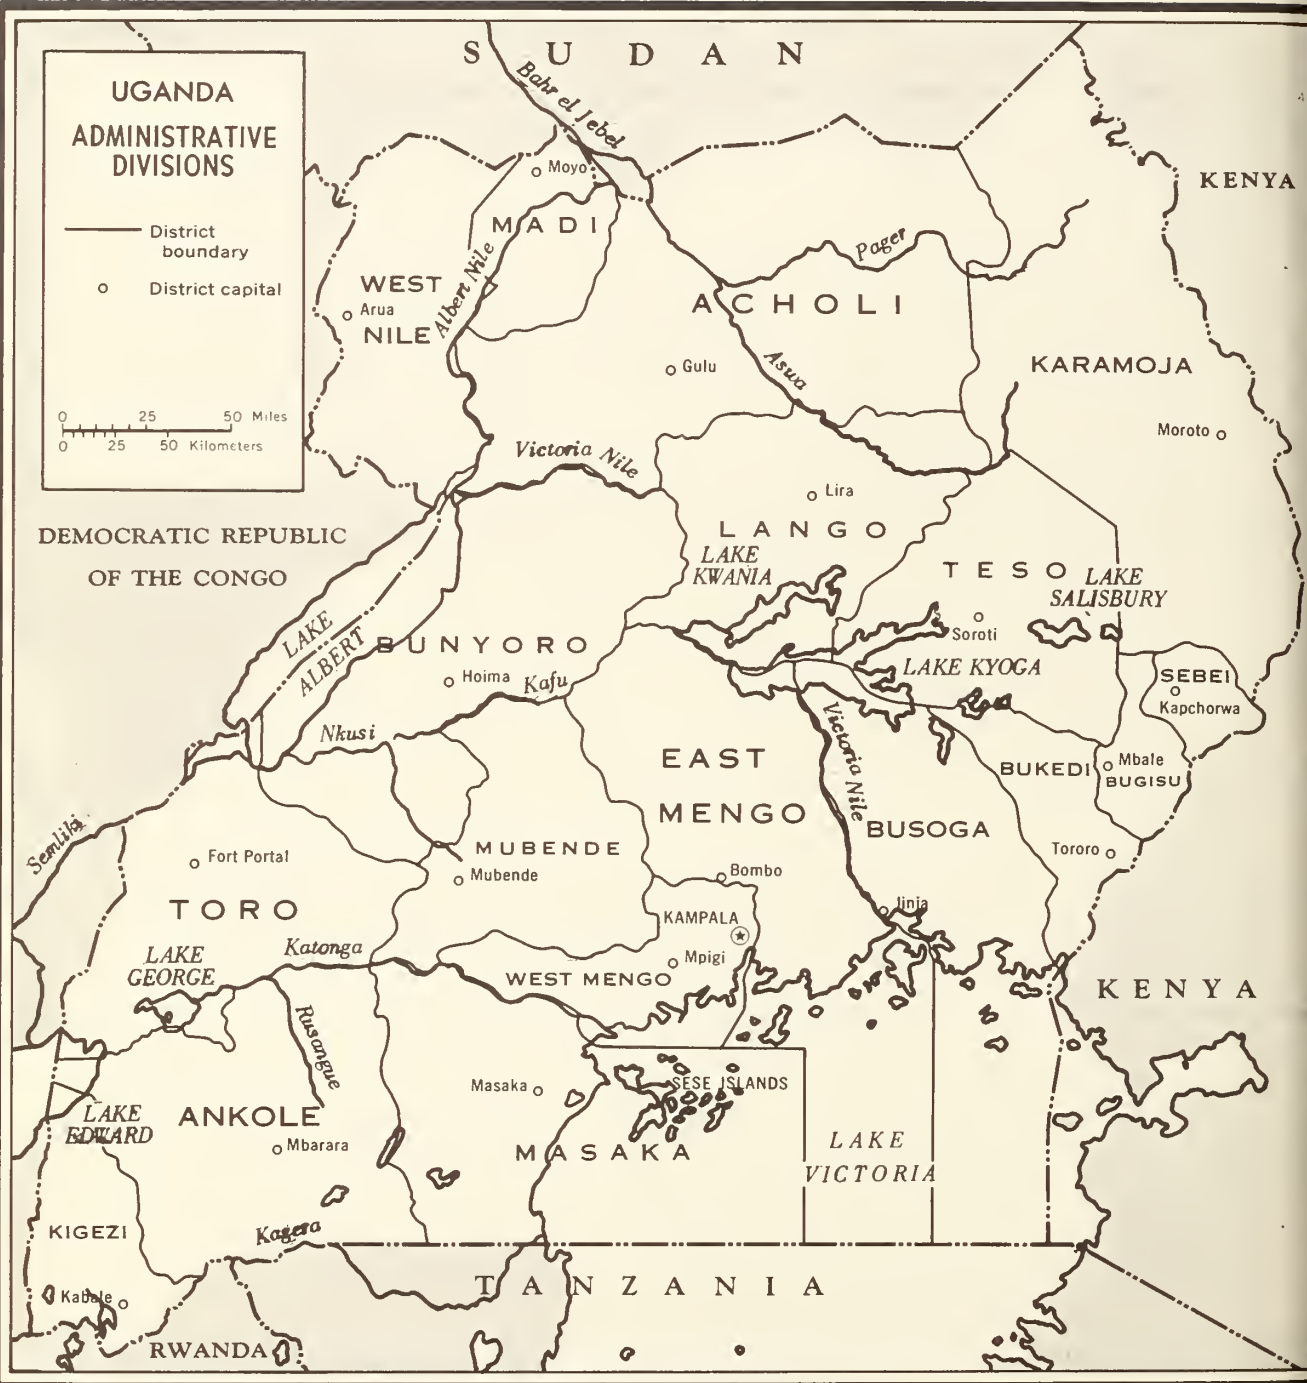 UGANDA
ADMINISTRATIVE
DIVISIONS
District
boundary
District capital
0 25 50 Miles
0 25 50 Kilometers
SUDAN
Bahr el Jebel
KENYA
Moyo
MADI
Albert Nile
WEST
NILE
Arua
Pager
ACHOLI
Gulu
Aswa
KARAMOJA
Moroto
Victoria Nile
Lira
LANGO
LAKE
KWANIA
TESO
LAKE
SALISBURY
Soroti
DEMOCRATIC REPUBLIC
OF THE CONGO
LAKE
ALBERT
BUNYORO
Hoima
Kafu
Nkusi
LAKE KYOGA
SEBEI
Kapchorwa
EAST
MENGO
Victoria Nile
BUKEDI
Mbale
BUGISU
BUSOGA
Tororo
Semliki
Fort Portal
TORO
MUBENDE
Mubende
Bombo
KAMPALA
Jinja
Mpigi
WEST MENGO
Katonga
LAKE
GEORGE
Rusangue
KENYA
Masaka
SESE ISLANDS
MASAKA
LAKE
EDWARD
ANKOLE
Mbarara
LAKE
VICTORIA
KIGEZI
Kagera
Kabale
TANZANIA
RWANDA